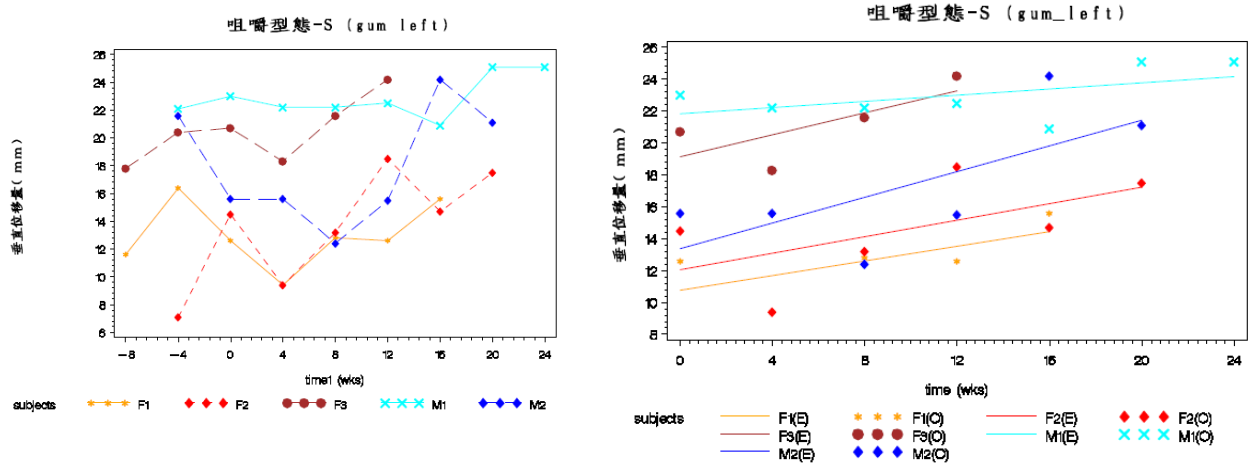 咀嚼型態-S (gum left)
垂直位移量( mm)
26
24
22
20
18
16
14
12
10
8
6
-8 -4 0 4 8 12 16 20 24
time1 (wks)
subjects F1 F2 F3 M1 M2
咀嚼型態-S (gum_left)
垂直位移量( mm)
26
24
22
20
18
16
14
12
10
8
0 4 8 12 16 20 24
time (wks)
subjects F1(E) F1(O) F2(E) F2(O)
F3(E) F3(O) M1(E) M1(O)
M2(E) M2(O)